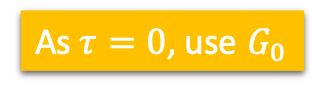 As τ = 0, use G₀